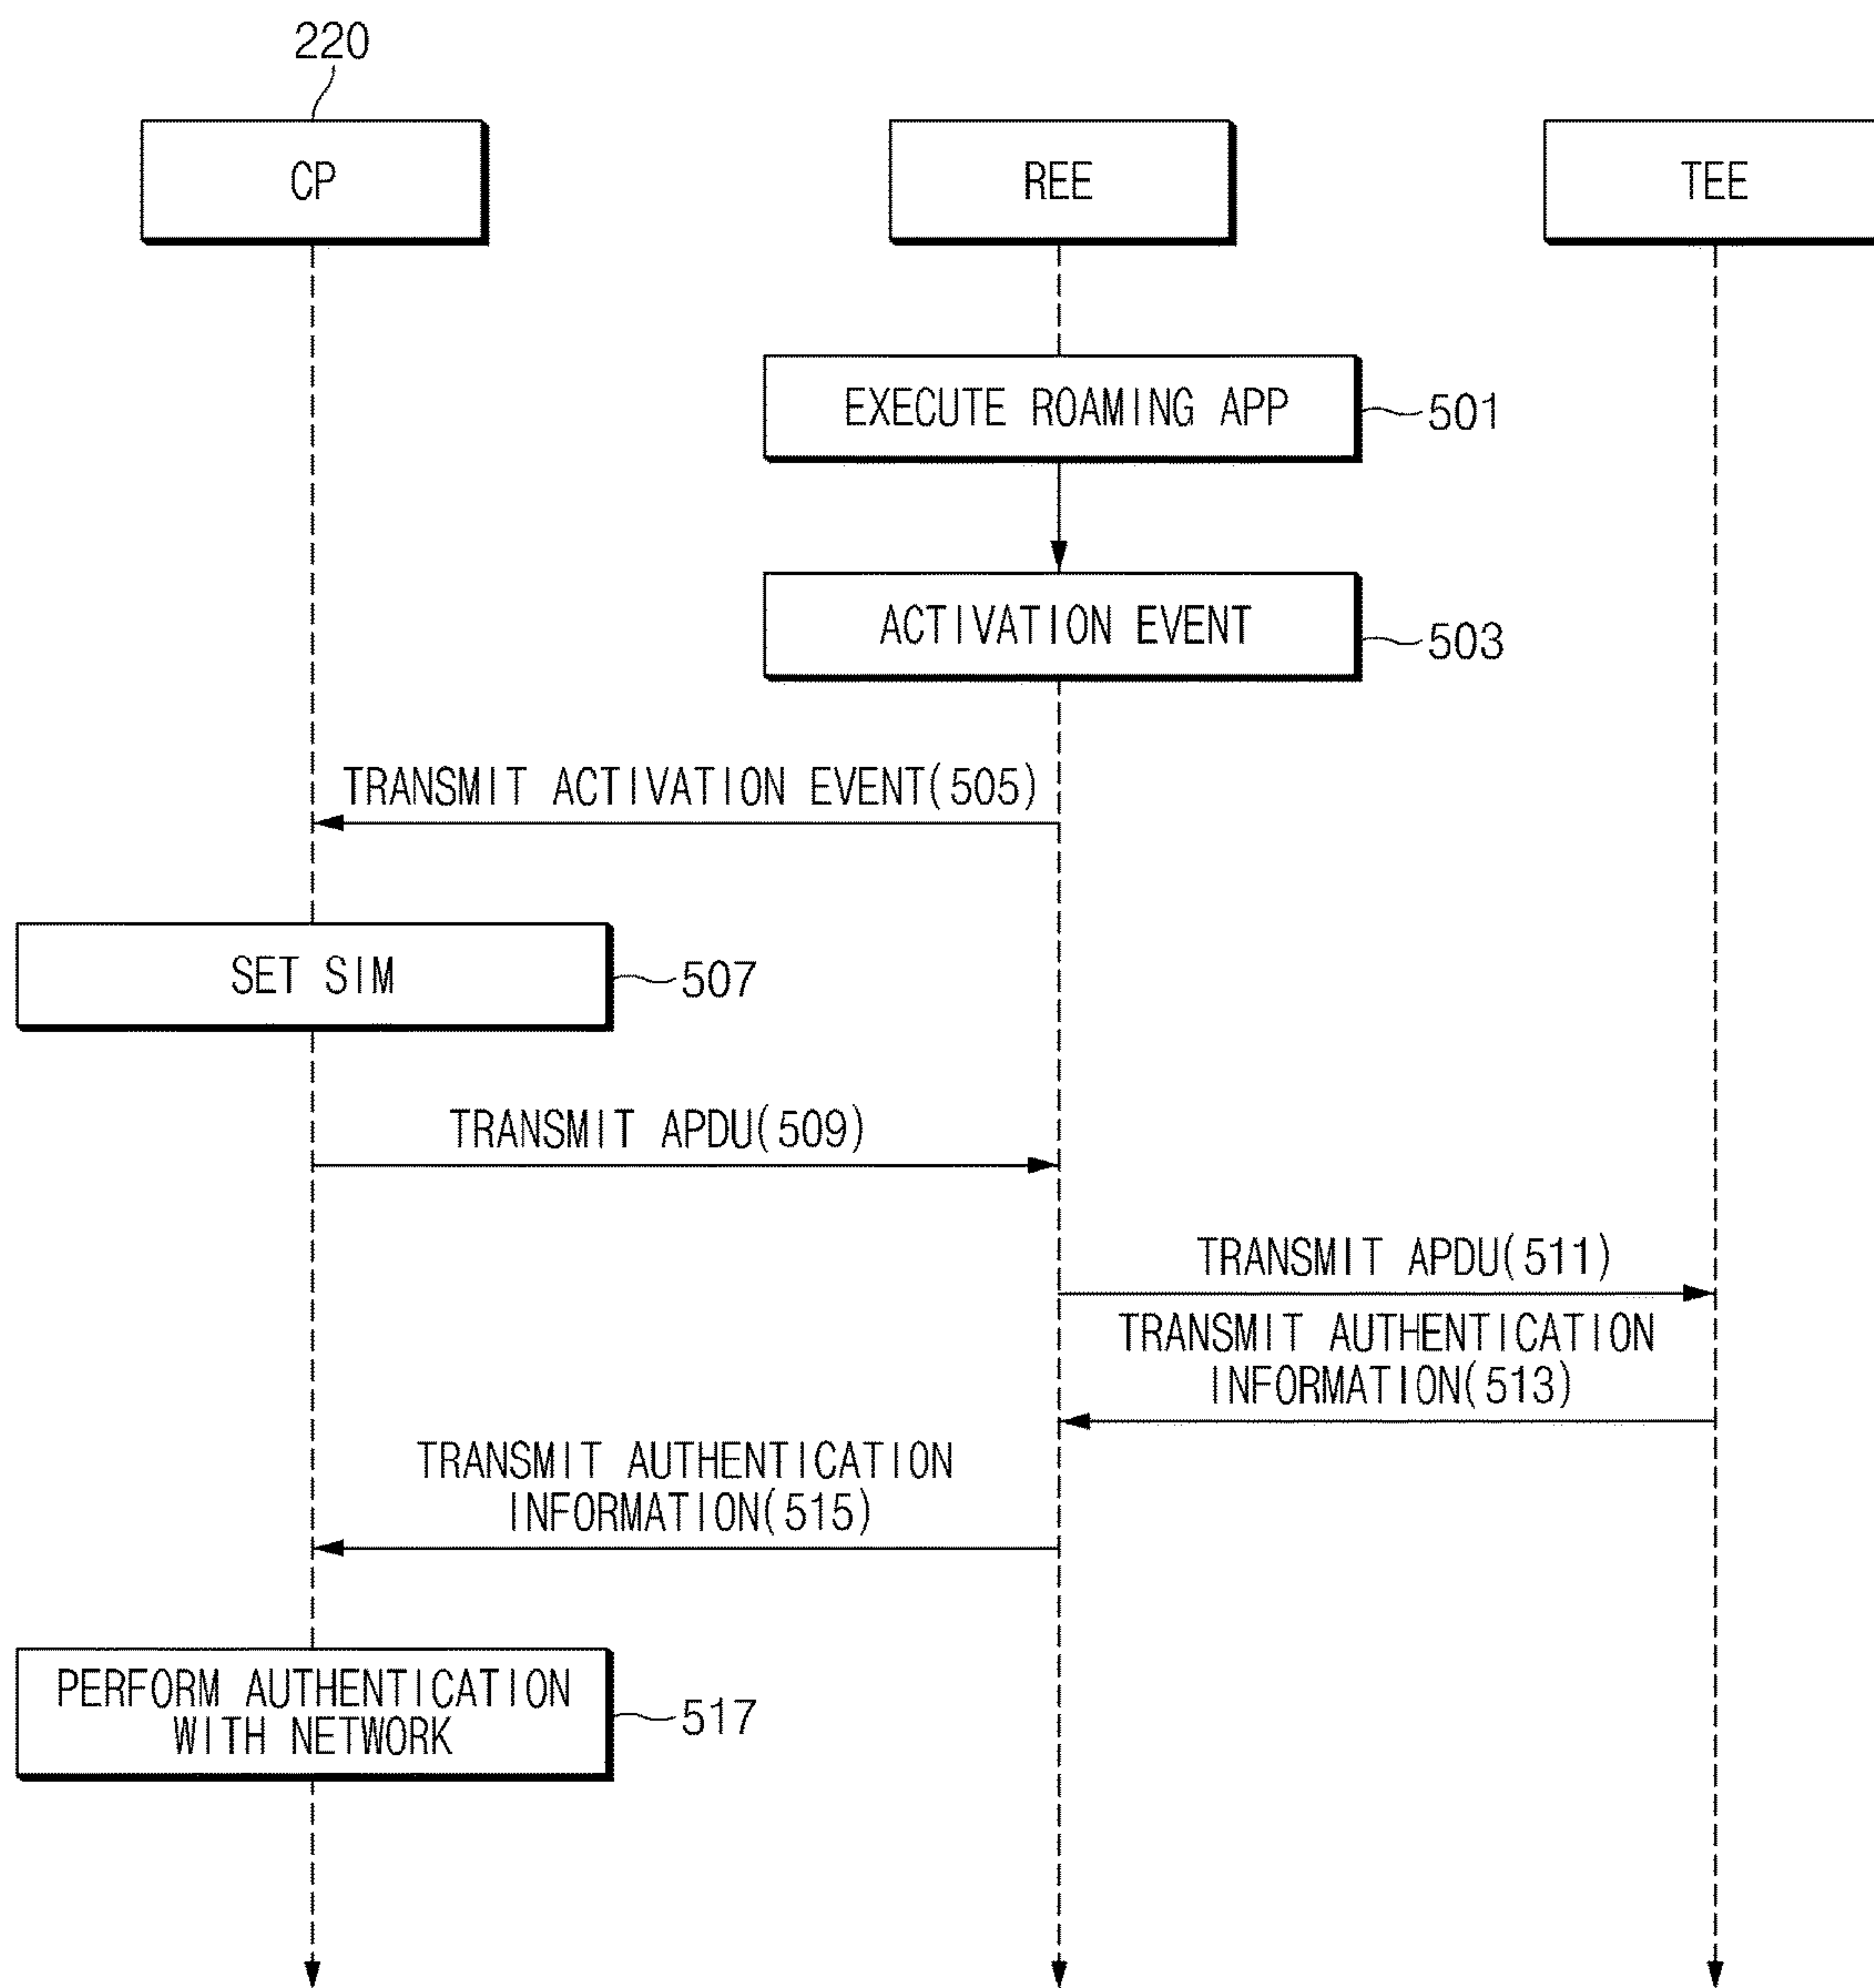 220
CP
REE
TEE
EXECUTE ROAMING APP
501
ACTIVATION EVENT
503
TRANSMIT ACTIVATION EVENT(505)
SET SIM
507
TRANSMIT APDU(509)
TRANSMIT APDU(511)
TRANSMIT AUTHENTICATION
INFORMATION(513)
TRANSMIT AUTHENTICATION
INFORMATION(515)
PERFORM AUTHENTICATION
WITH NETWORK
517